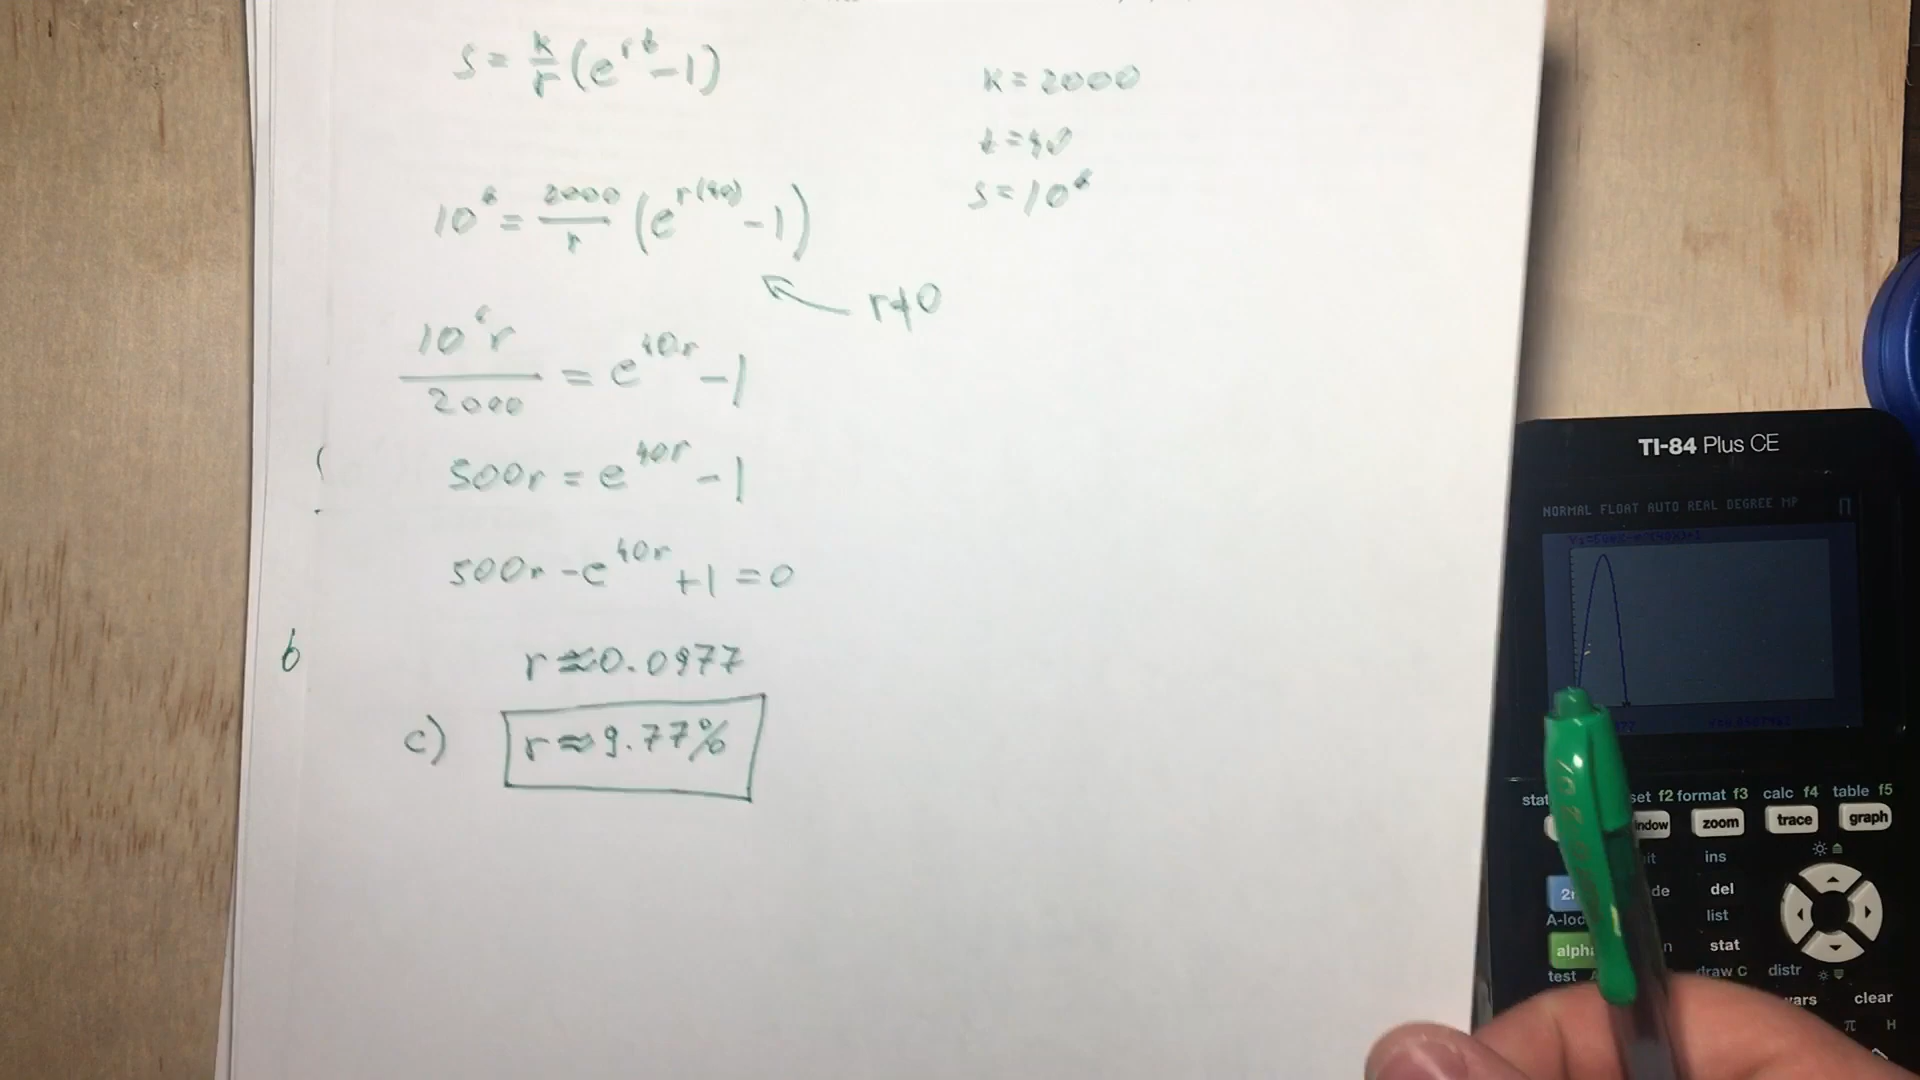 S = k/r (e^rt - 1)
k = 2000
t = 40
S = 10^6
10^6 = 2000/r (e^r(40) - 1)
r ≠ 0
10^6 r / 2000 = e^40r - 1
500r = e^40r - 1
500r - e^40r + 1 = 0
b
r ≈ 0.0977
c) r ≈ 9.77%
TI-84 Plus CE
NORMAL FLOAT AUTO REAL DEGREE MP
set f2 format f3 calc f4 table f5
zoom trace graph
ins
del
A-loc
list
alpha
stat
test draw C distr
vars clear
π H